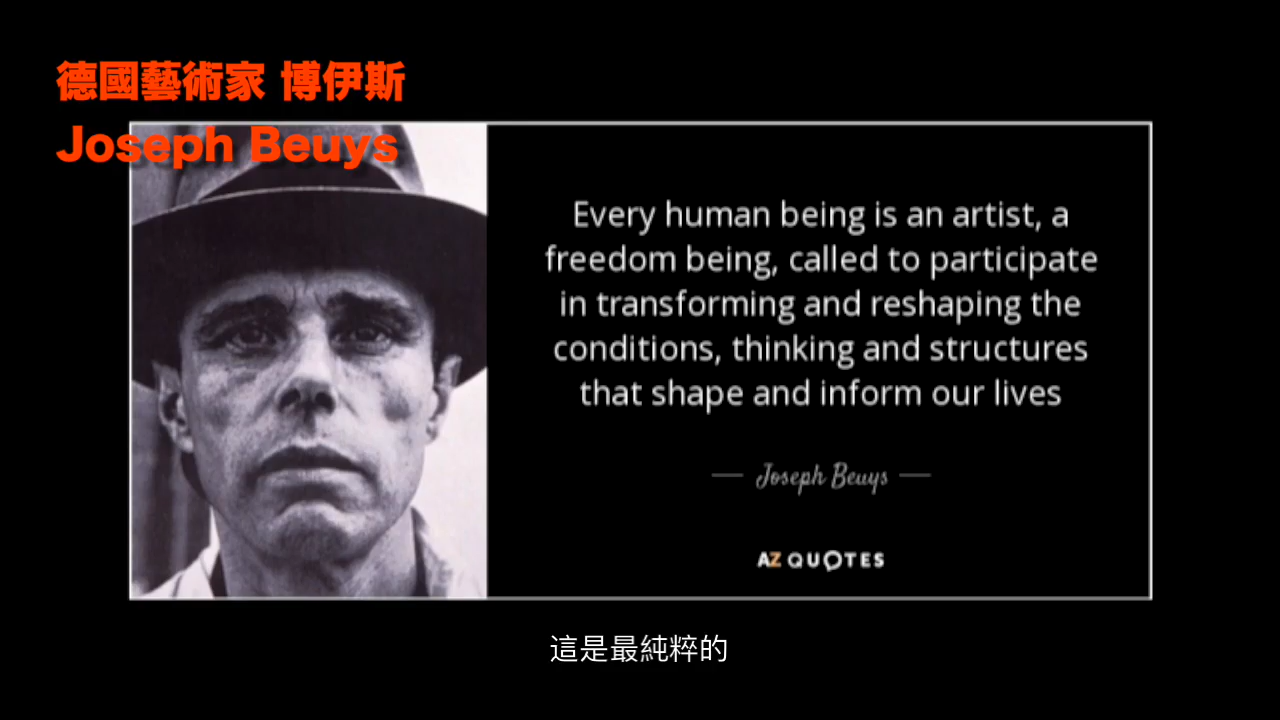 德國藝術家 博伊斯
Joseph Beuys
Every human being is an artist, a
freedom being, called to participate
in transforming and reshaping the
conditions, thinking and structures
that shape and inform our lives
Joseph Beuys
AZ QUOTES
這是最純粹的